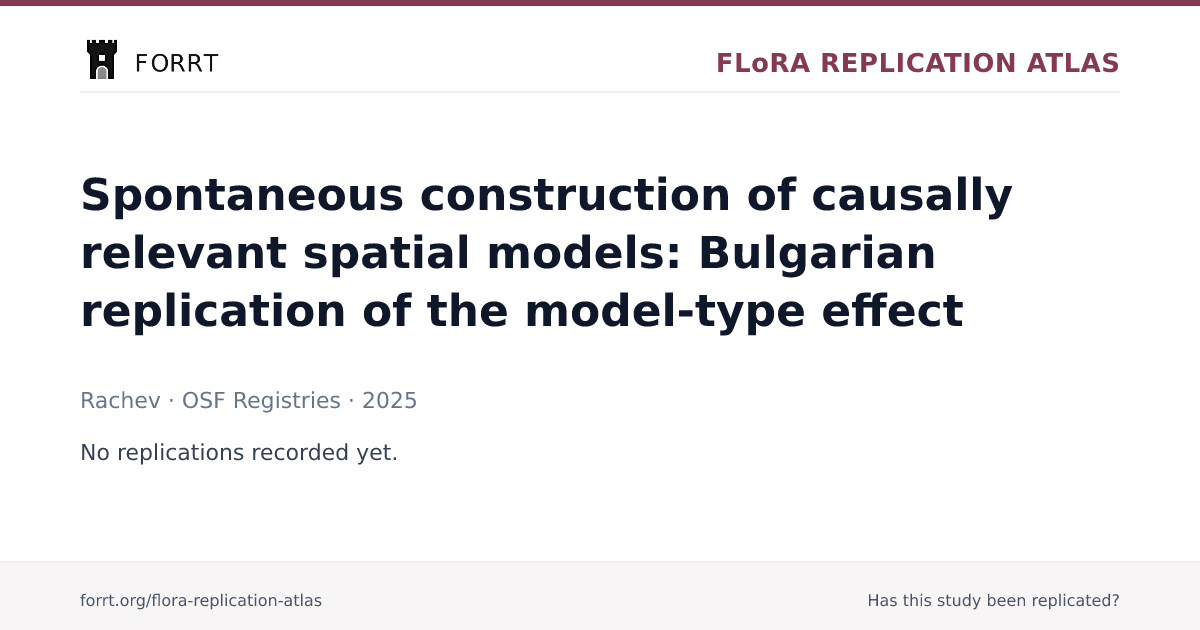 FORRT
FLoRA REPLICATION ATLAS
Spontaneous construction of causally
relevant spatial models: Bulgarian
replication of the model-type effect
Rachev · OSF Registries · 2025
No replications recorded yet.
forrt.org/flora-replication-atlas
Has this study been replicated?